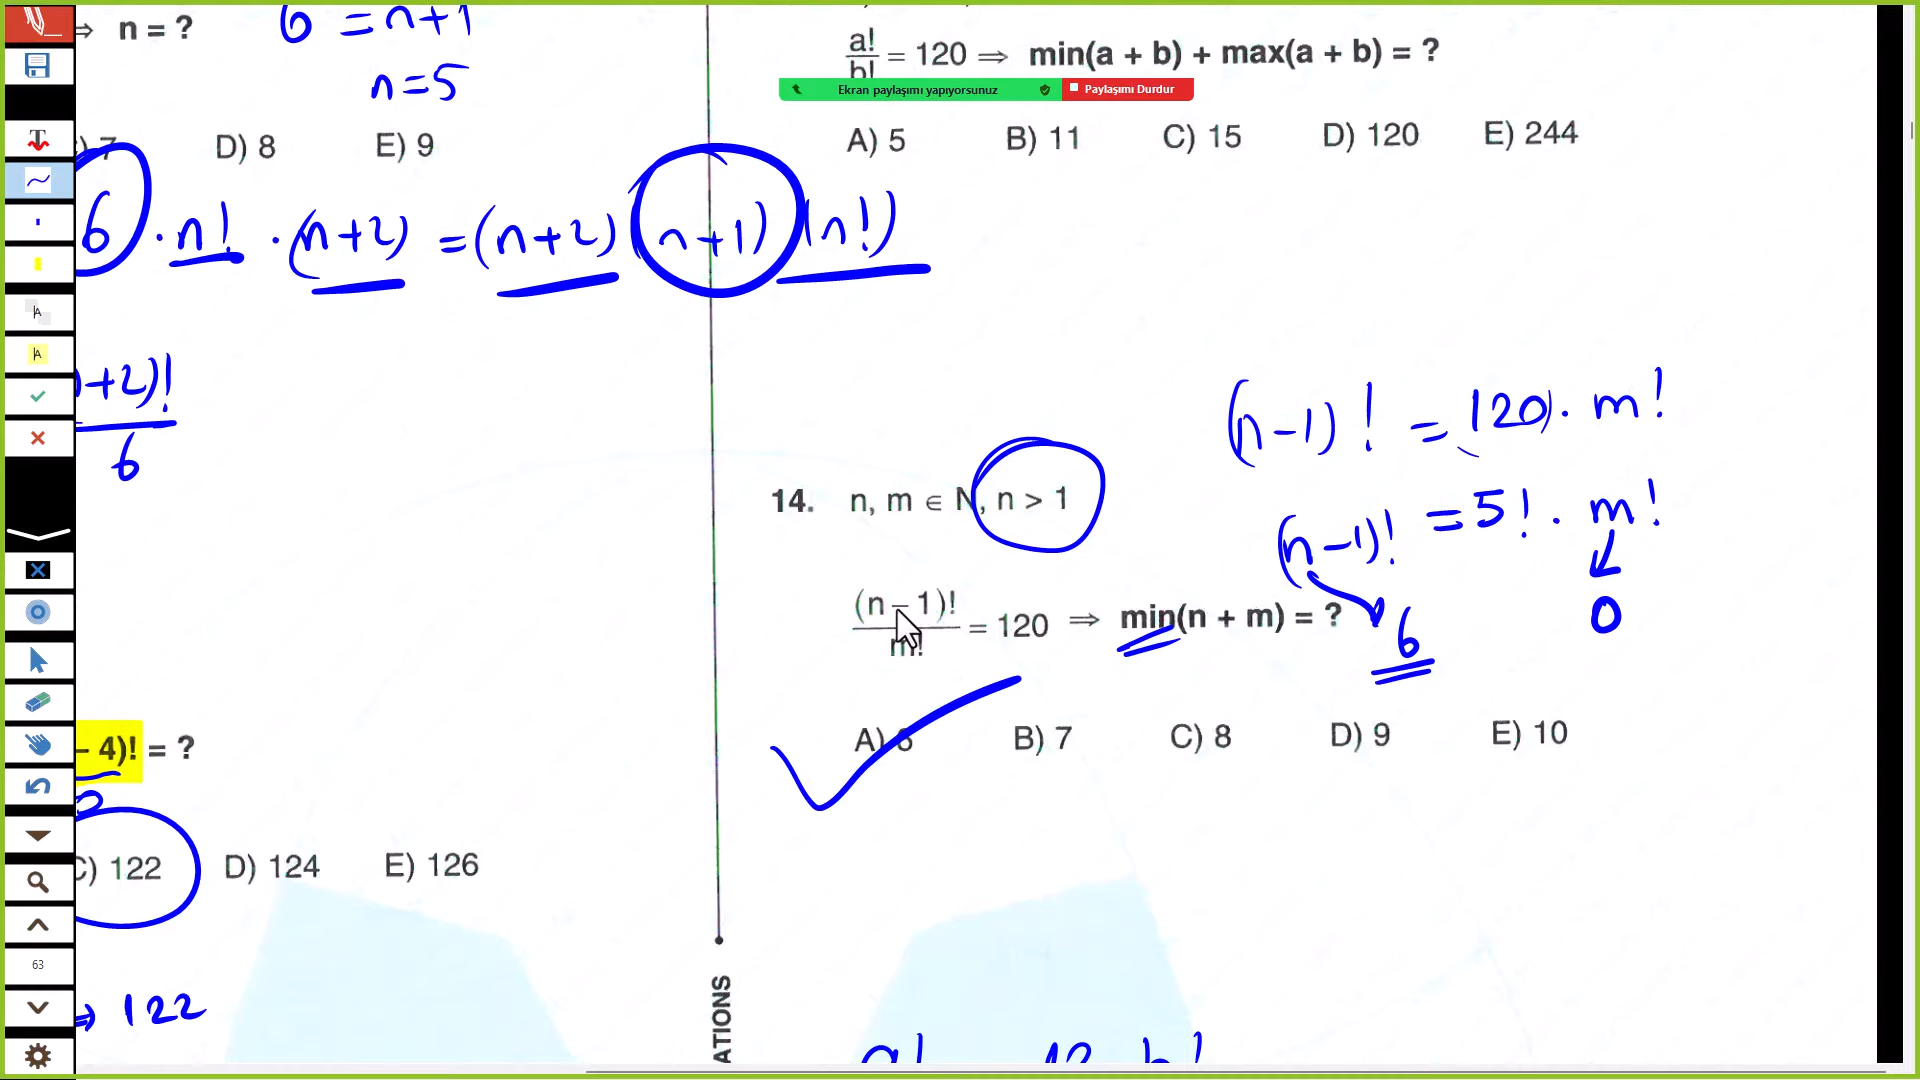 ⇒ n = ?
6 = n+1
n = 5
) 7 D) 8 E) 9
6 · n! · (n+2) = (n+2) (n+1) (n!)
n+2)!
6
– 4)! = ?
C) 122 D) 124 E) 126
⇒ 122
a!/b! = 120 ⇒ min(a + b) + max(a + b) = ?
Ekran paylaşımı yapıyorsunuz Paylaşımı Durdur
A) 5 B) 11 C) 15 D) 120 E) 244
(n-1)! = 120 · m!
14. n, m ∈ N, n > 1
(n-1)! = 5! · m!
6
0
(n – 1)!/m! = 120 ⇒ min(n + m) = ?
A) 6 B) 7 C) 8 D) 9 E) 10
63
ATIONS
a! 12 b!